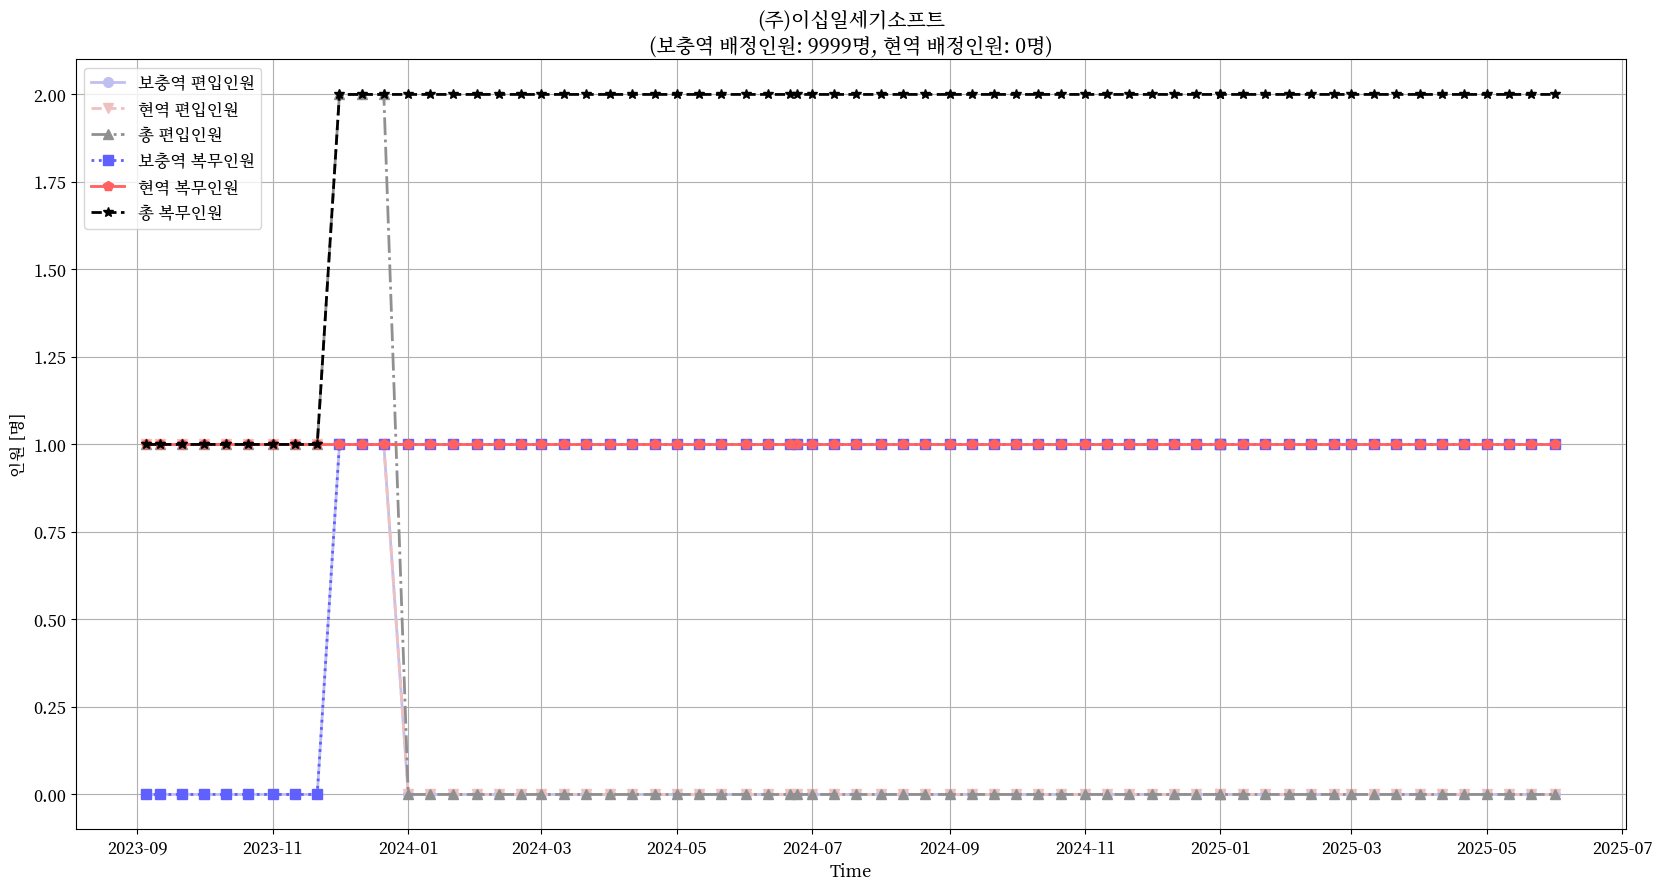 (주)이십일세기소프트
(보충역 배정인원: 9999명, 현역 배정인원: 0명)
보충역 편입인원
현역 편입인원
총 편입인원
보충역 복무인원
현역 복무인원
총 복무인원
인원 [명]
2.00
1.75
1.50
1.25
1.00
0.75
0.50
0.25
0.00
2023-09 2023-11 2024-01 2024-03 2024-05 2024-07 2024-09 2024-11 2025-01 2025-03 2025-05 2025-07
Time